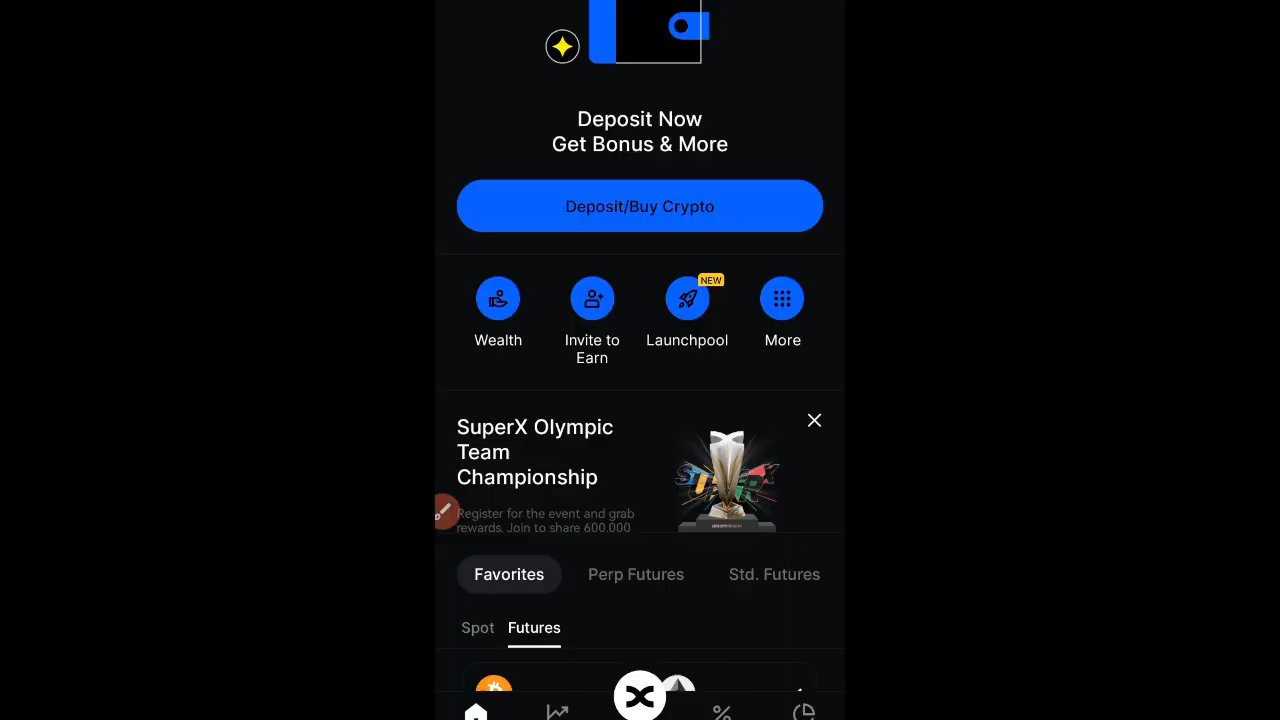 Deposit Now
Get Bonus & More
Deposit/Buy Crypto
NEW
Wealth
Invite to
Earn
Launchpool
More
SuperX Olympic
Team
Championship
Register for the event and grab
rewards. Join to share 600,000
Favorites
Perp Futures
Std. Futures
Spot
Futures